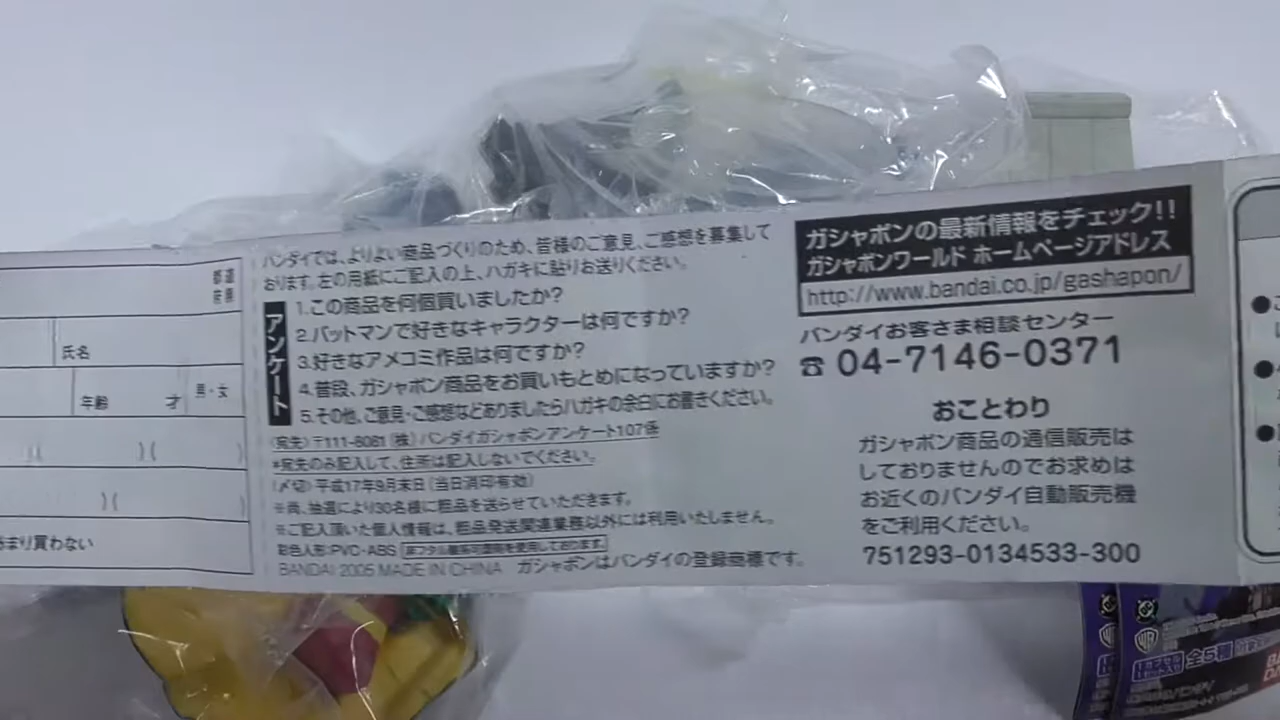 都道
府県
氏名
年齢 才 男・女
)(
)(
まり買わない
バンダイでは、よりよい商品づくりのため、皆様のご意見、ご感想を募集して
おります。左の用紙にご記入の上、ハガキに貼りお送りください。
アンケート
1.この商品を何個買いましたか?
2.バットマンで好きなキャラクターは何ですか?
3.好きなアメコミ作品は何ですか?
4.普段、ガシャポン商品をお買いもとめになっていますか?
5.その他、ご意見・ご感想などありましたらハガキの余白にお書きください。
〈宛先〉〒111-8081(株)バンダイガシャポンアンケート107係
*宛先のみ記入して、住所は記入しないでください。
〈〆切〉平成17年9月末日(当日消印有効)
※尚、抽選により30名様に粗品を送らせていただきます。
※ご記入頂いた個人情報は、粗品発送関連業務以外には利用いたしません。
彩色人形:PVC・ABS 非フタル酸系可塑剤を使用しております。
BANDAI 2005 MADE IN CHINA ガシャポンはバンダイの登録商標です。
ガシャポンの最新情報をチェック!!
ガシャポンワールド ホームページアドレス
http://www.bandai.co.jp/gashapon/
バンダイお客さま相談センター
☎04-7146-0371
おことわり
ガシャポン商品の通信販売は
しておりませんのでお求めは
お近くのバンダイ自動販売機
をご利用ください。
751293-0134533-300
全5種